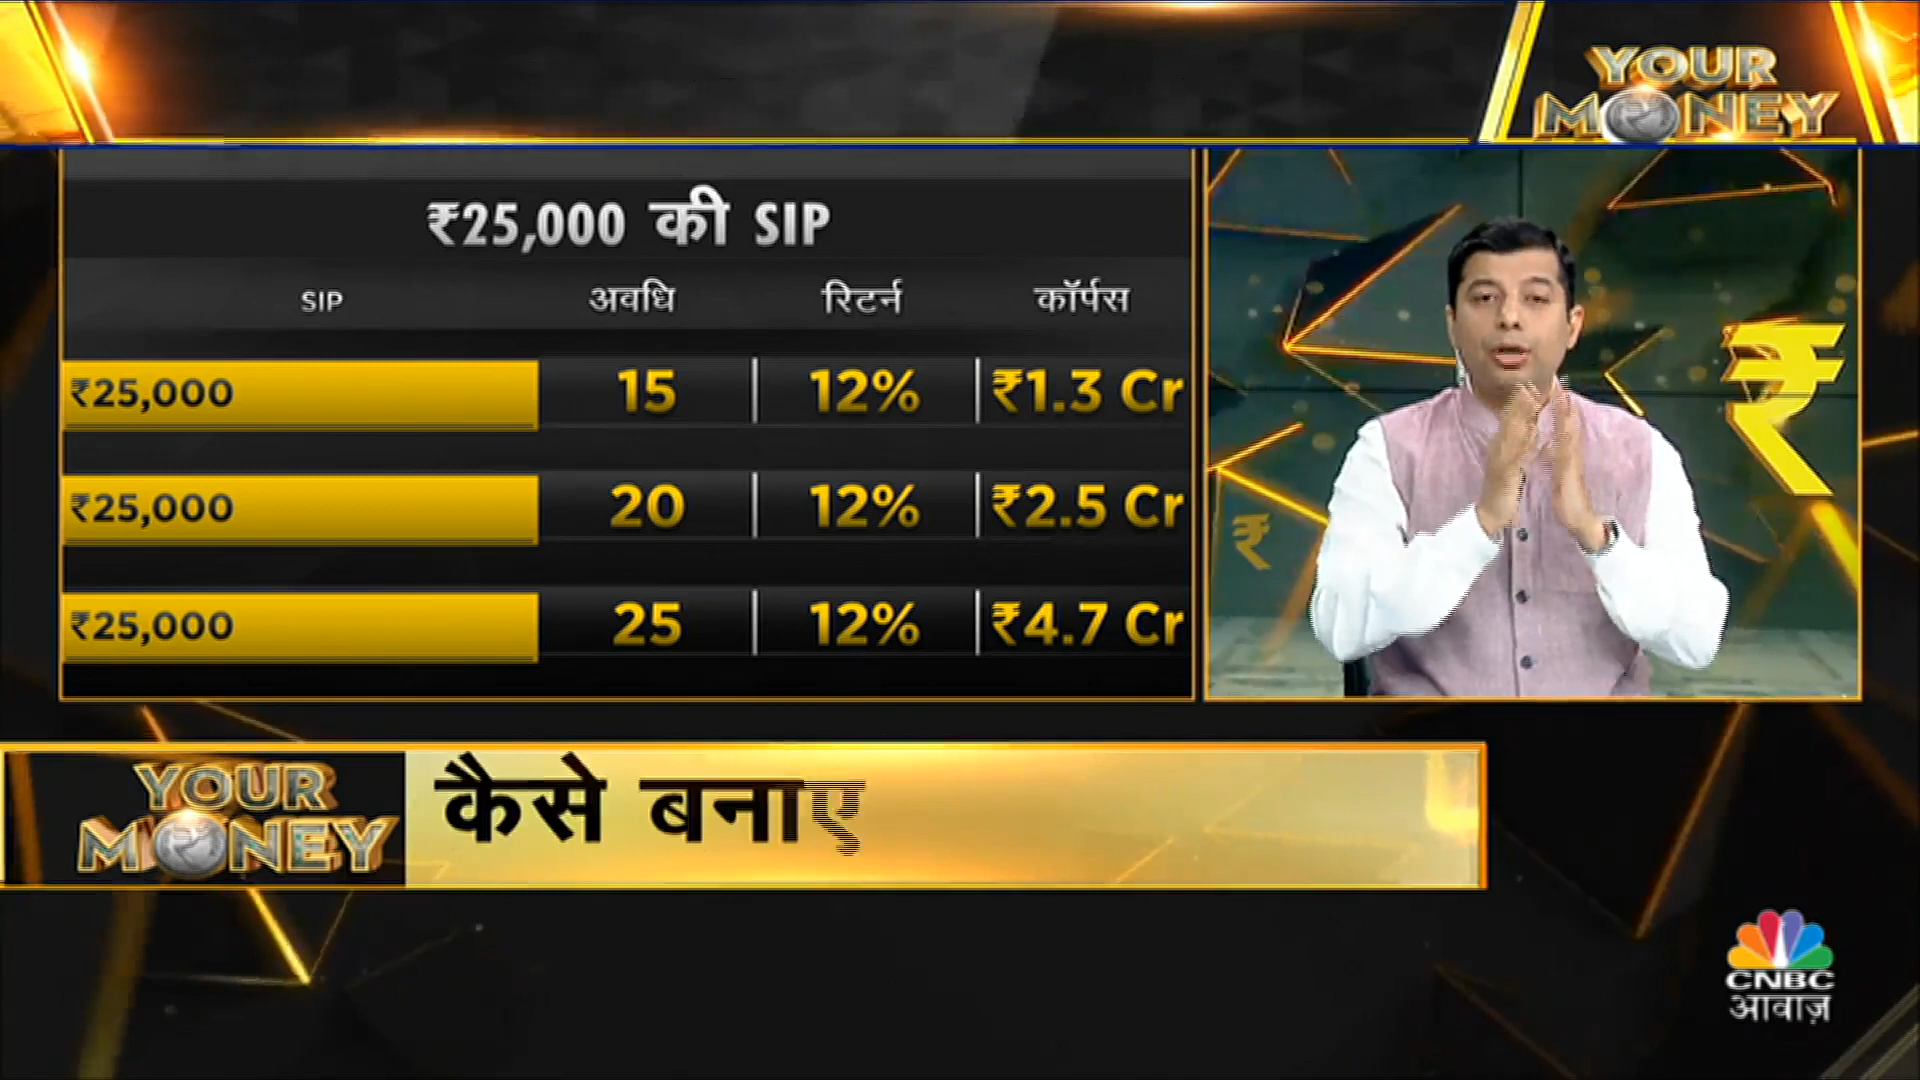 YOUR
MONEY
₹25,000 की SIP
SIP अवधि रिटर्न कॉर्पस
₹25,000 15 12% ₹1.3 Cr
₹25,000 20 12% ₹2.5 Cr
₹25,000 25 12% ₹4.7 Cr
₹
₹
YOUR
MONEY
कैसे बनाए
CNBC
आवाज़